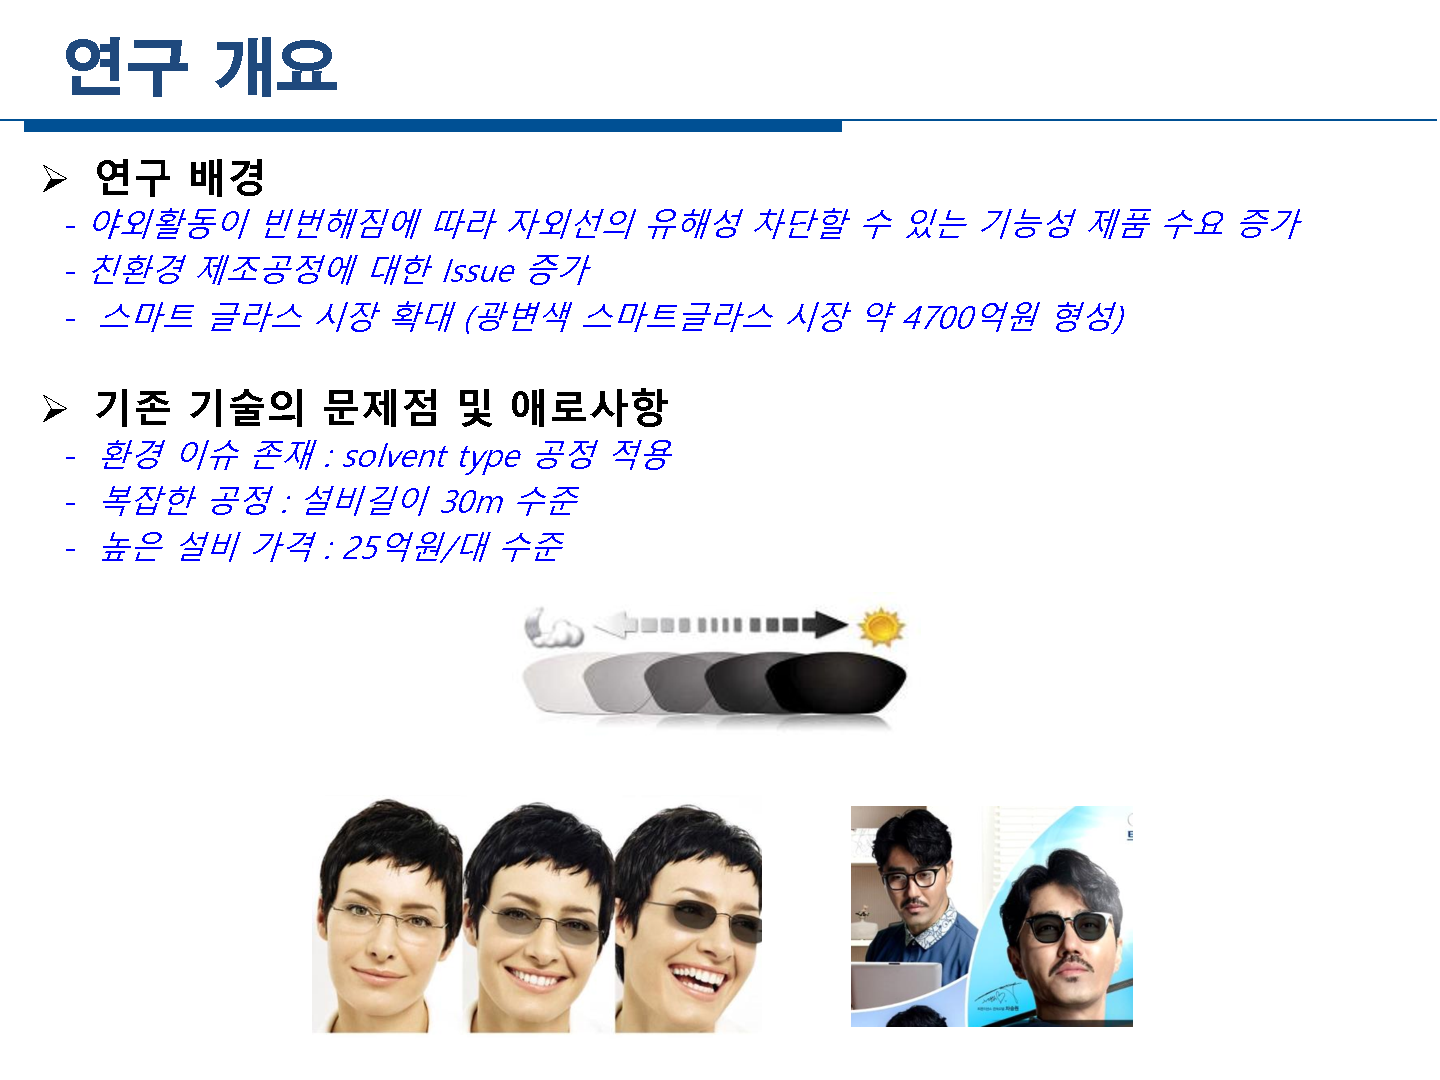 연구 개요
➢ 연구 배경
- 야외활동이 빈번해짐에 따라 자외선의 유해성 차단할 수 있는 기능성 제품 수요 증가
- 친환경 제조공정에 대한 Issue 증가
- 스마트 글라스 시장 확대 (광변색 스마트글라스 시장 약 4700억원 형성)
➢ 기존 기술의 문제점 및 애로사항
- 환경 이슈 존재 : solvent type 공정 적용
- 복잡한 공정 : 설비길이 30m 수준
- 높은 설비 가격 : 25억원/대 수준